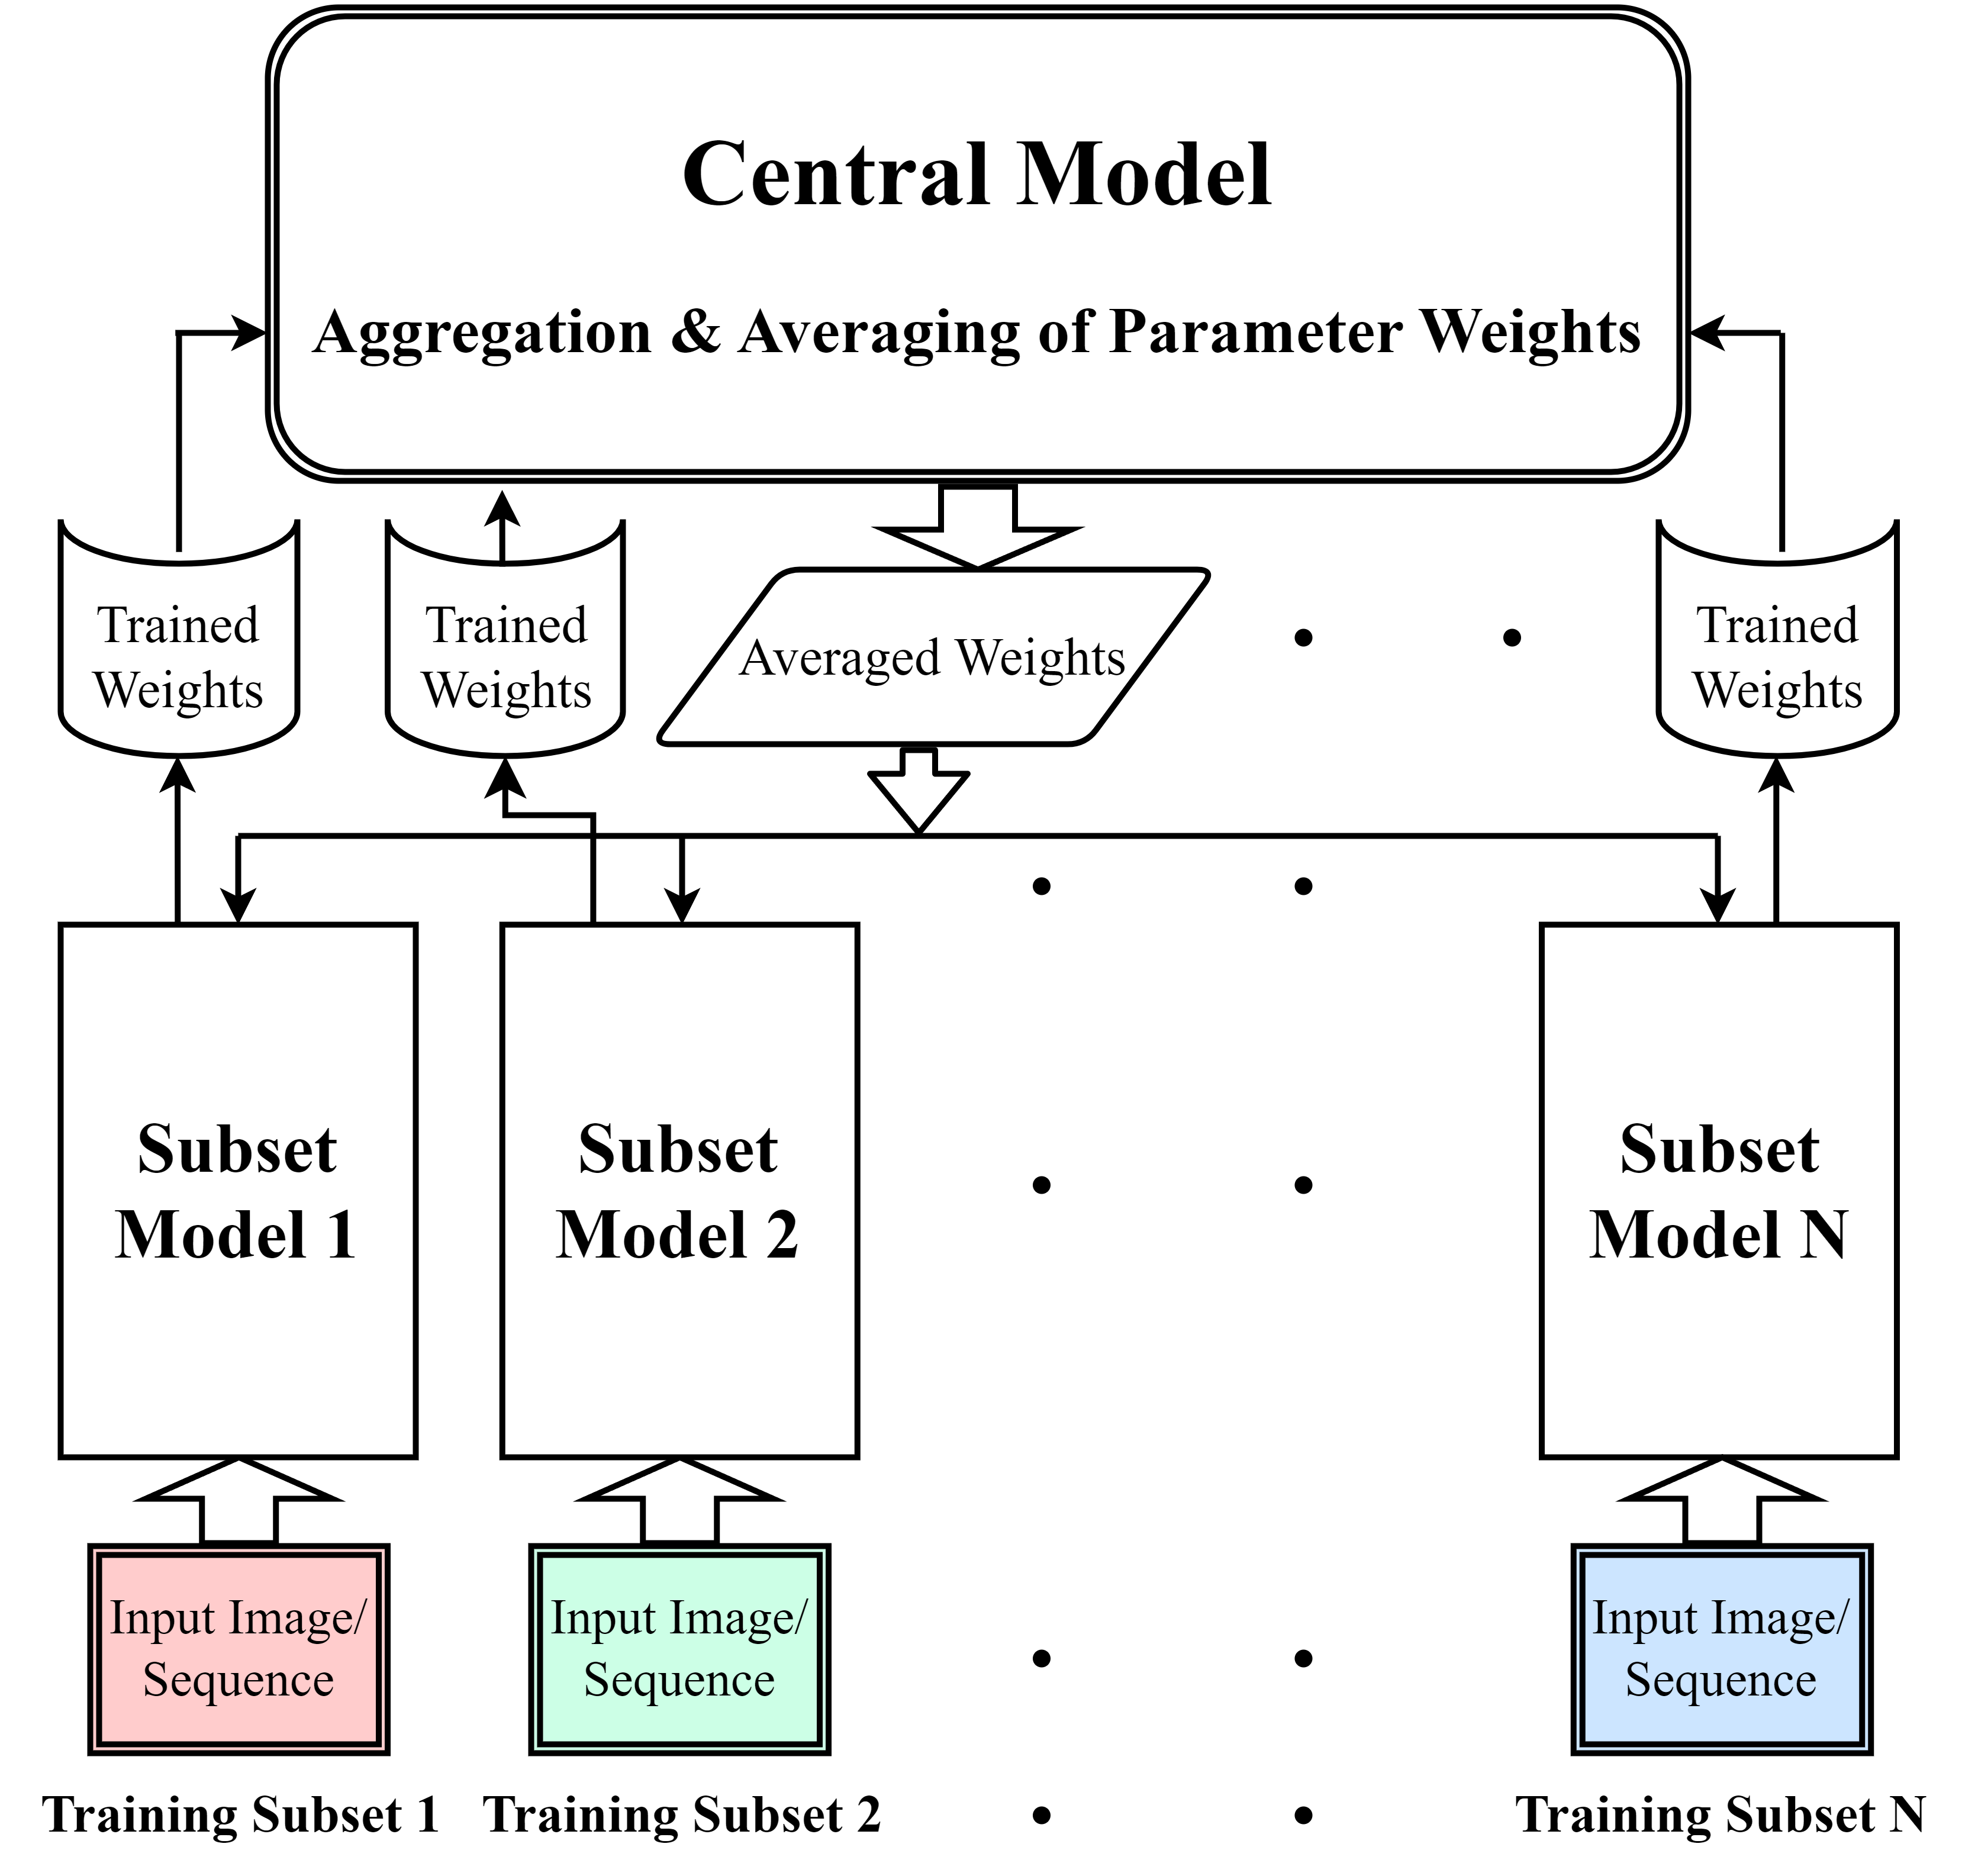 Central Model
Aggregation & Averaging of Parameter Weights
Trained
Weights
Trained
Weights
Averaged Weights
Trained
Weights
Subset
Model 1
Subset
Model 2
Subset
Model N
Input Image/
Sequence
Input Image/
Sequence
Input Image/
Sequence
Training Subset 1
Training Subset 2
Training Subset N